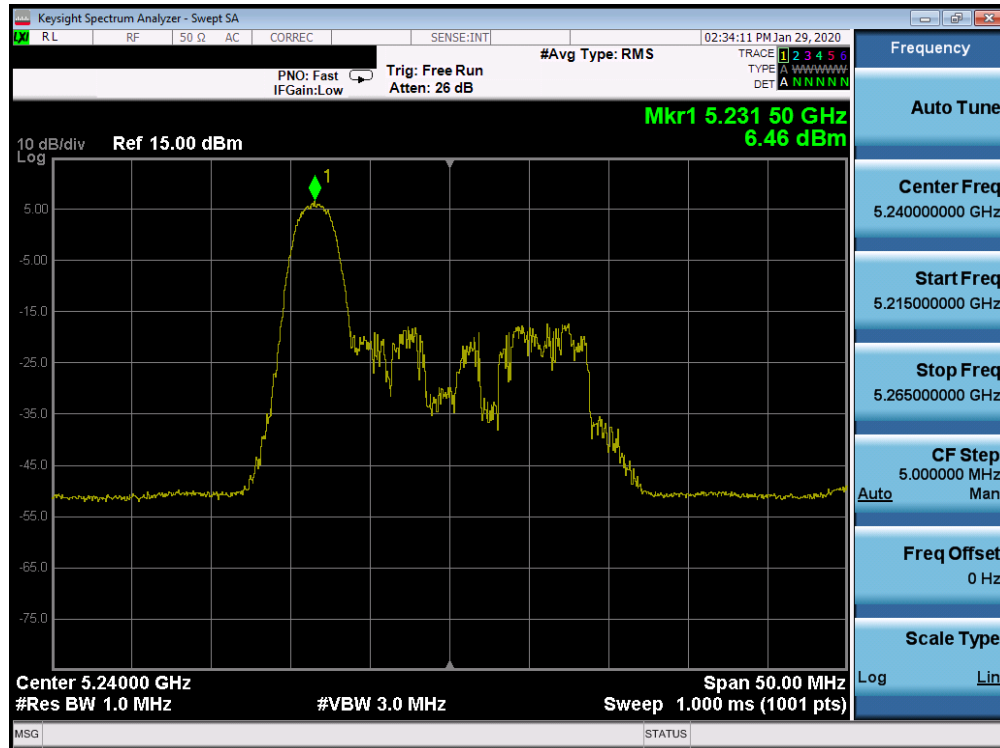 Keysight Spectrum Analyzer - Swept SA
LXI RL RF 50 Ω AC CORREC SENSE:INT 02:34:11 PM Jan 29, 2020
PNO: Fast
IFGain:Low
Trig: Free Run
Atten: 26 dB
#Avg Type: RMS
TRACE 1 2 3 4 5 6
TYPE A WWWWW
DET A N N N N N
Mkr1 5.231 50 GHz
6.46 dBm
10 dB/div Ref 15.00 dBm
Log
1
5.00
-5.00
-15.0
-25.0
-35.0
-45.0
-55.0
-65.0
-75.0
Center 5.24000 GHz Span 50.00 MHz
#Res BW 1.0 MHz #VBW 3.0 MHz Sweep 1.000 ms (1001 pts)
MSG STATUS
Frequency
Auto Tune
Center Freq
5.240000000 GHz
Start Freq
5.215000000 GHz
Stop Freq
5.265000000 GHz
CF Step
5.000000 MHz
Auto Man
Freq Offset
0 Hz
Scale Type
Log Lin